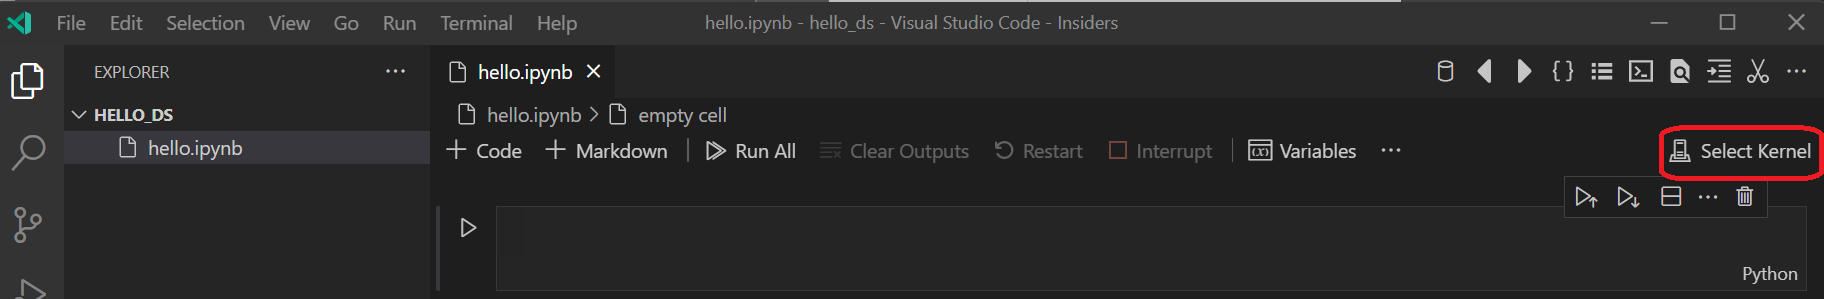 File Edit Selection View Go Run Terminal Help hello.ipynb - hello_ds - Visual Studio Code - Insiders
EXPLORER
hello.ipynb
HELLO_DS
hello.ipynb > empty cell
hello.ipynb
+ Code + Markdown Run All Clear Outputs Restart Interrupt Variables ... Select Kernel
Python